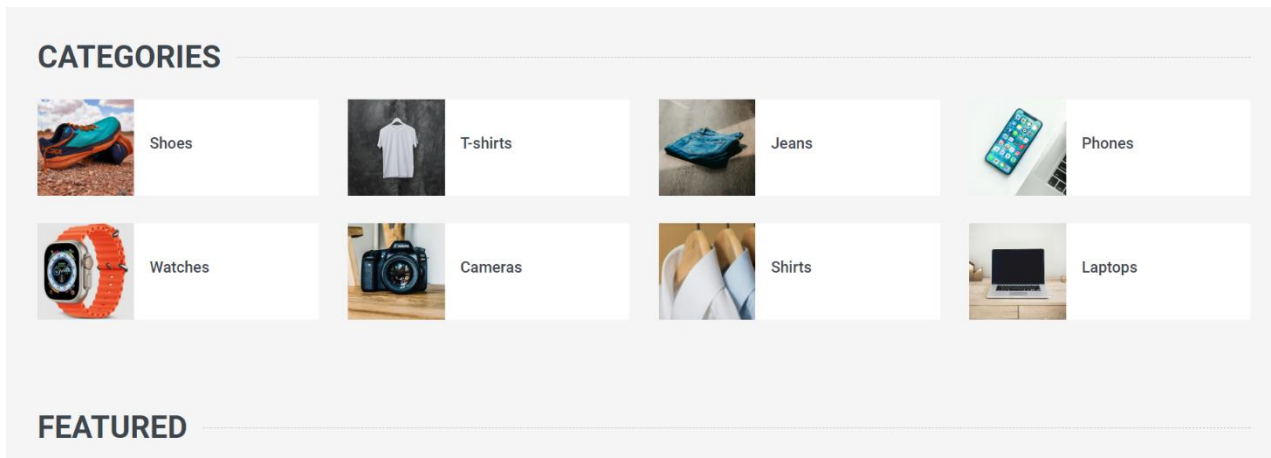 CATEGORIES
Shoes
T-shirts
Jeans
Phones
Watches
Cameras
Shirts
Laptops
FEATURED